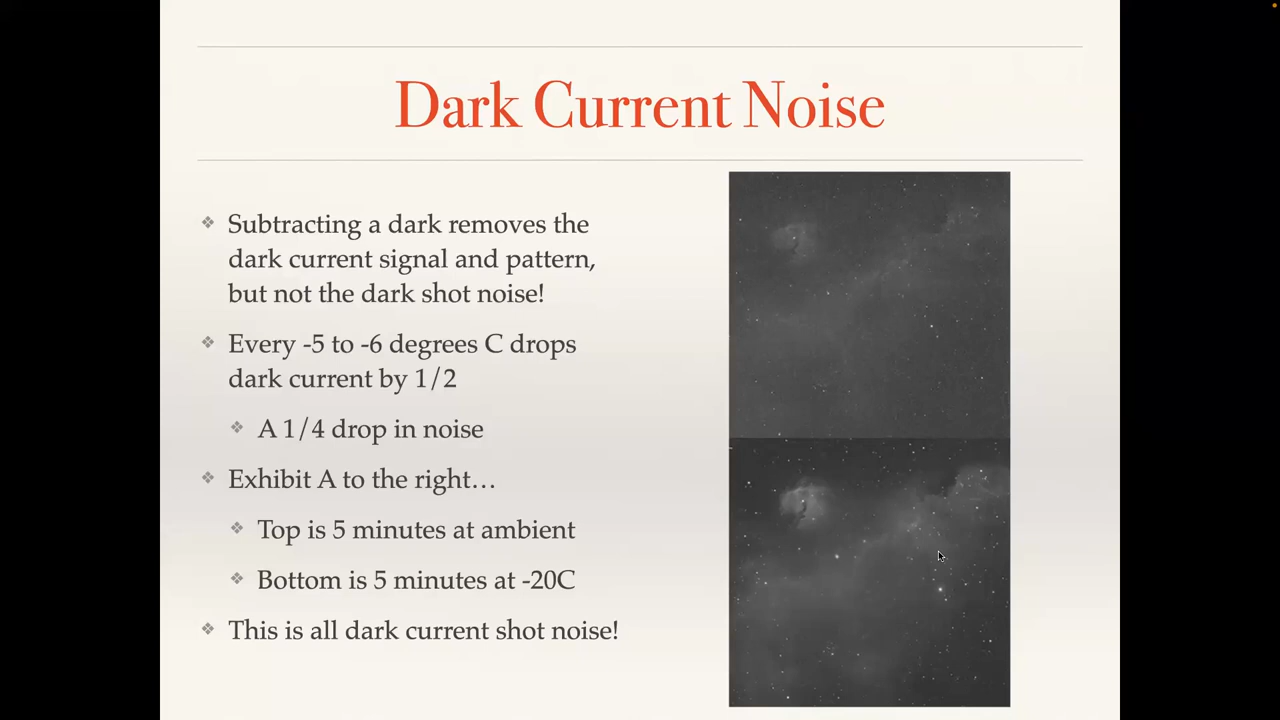 Dark Current Noise
Subtracting a dark removes the
dark current signal and pattern,
but not the dark shot noise!
Every -5 to -6 degrees C drops
dark current by 1/2
A 1/4 drop in noise
Exhibit A to the right…
Top is 5 minutes at ambient
Bottom is 5 minutes at -20C
This is all dark current shot noise!